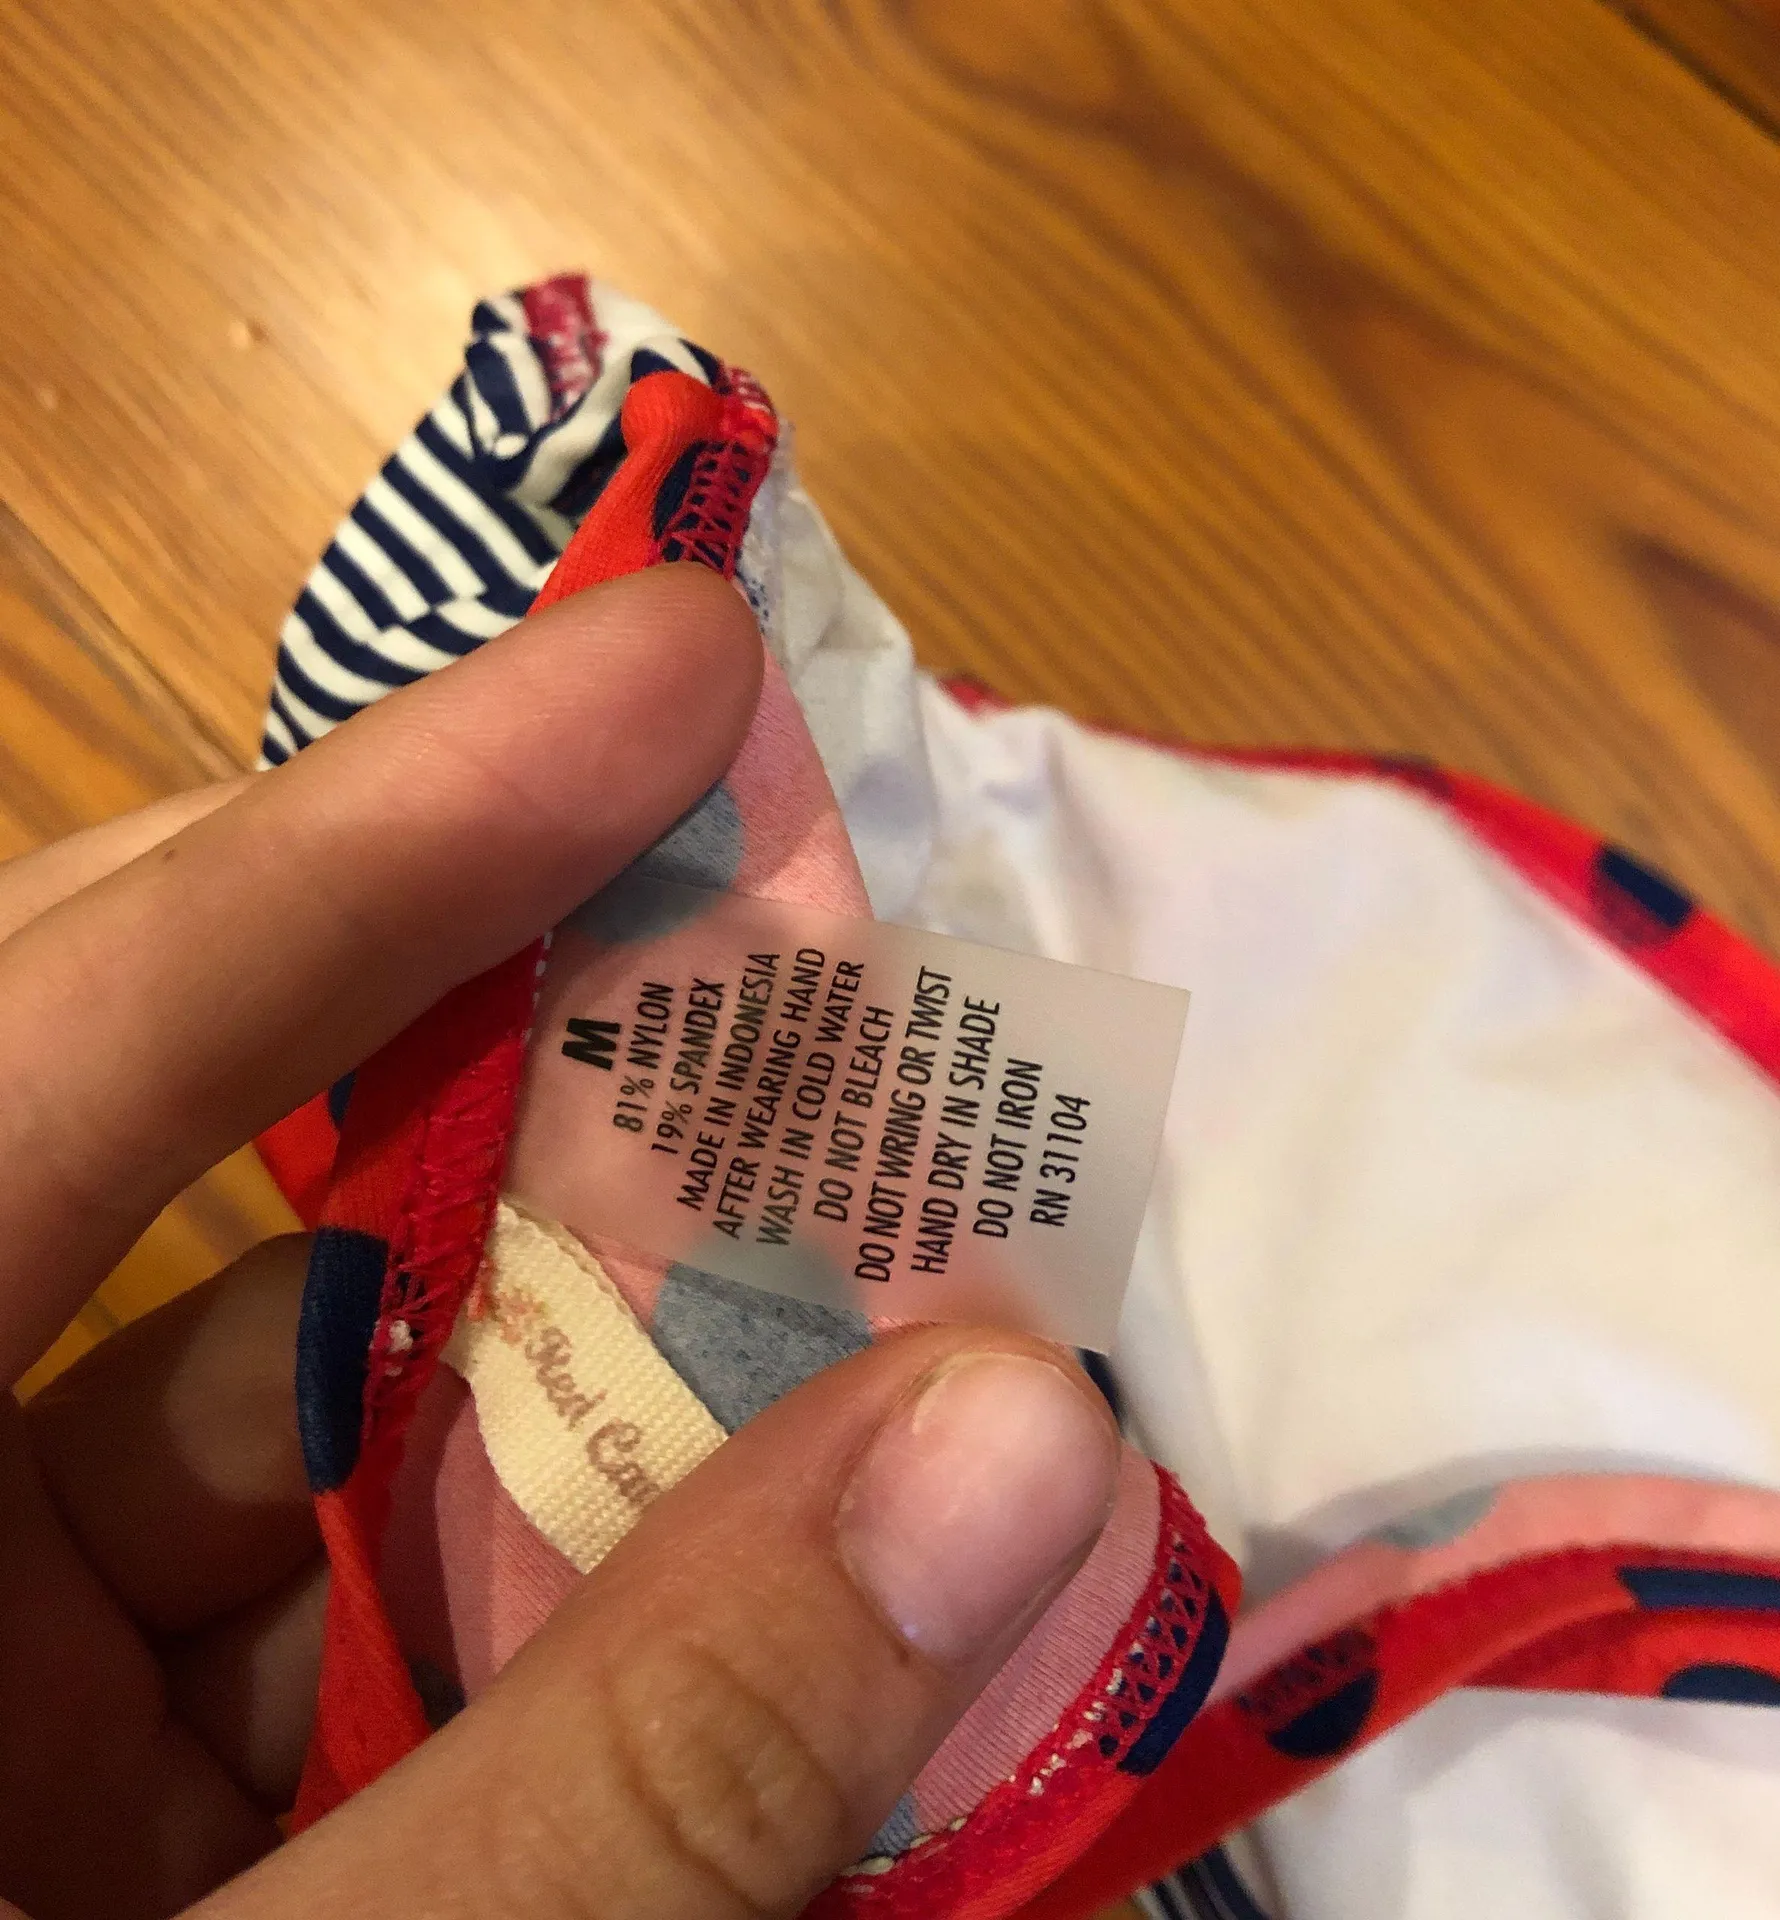 M
81% NYLON
19% SPANDEX
MADE IN INDONESIA
AFTER WEARING HAND
WASH IN COLD WATER
DO NOT BLEACH
DO NOT WRING OR TWIST
HAND DRY IN SHADE
DO NOT IRON
RN 31104
Red